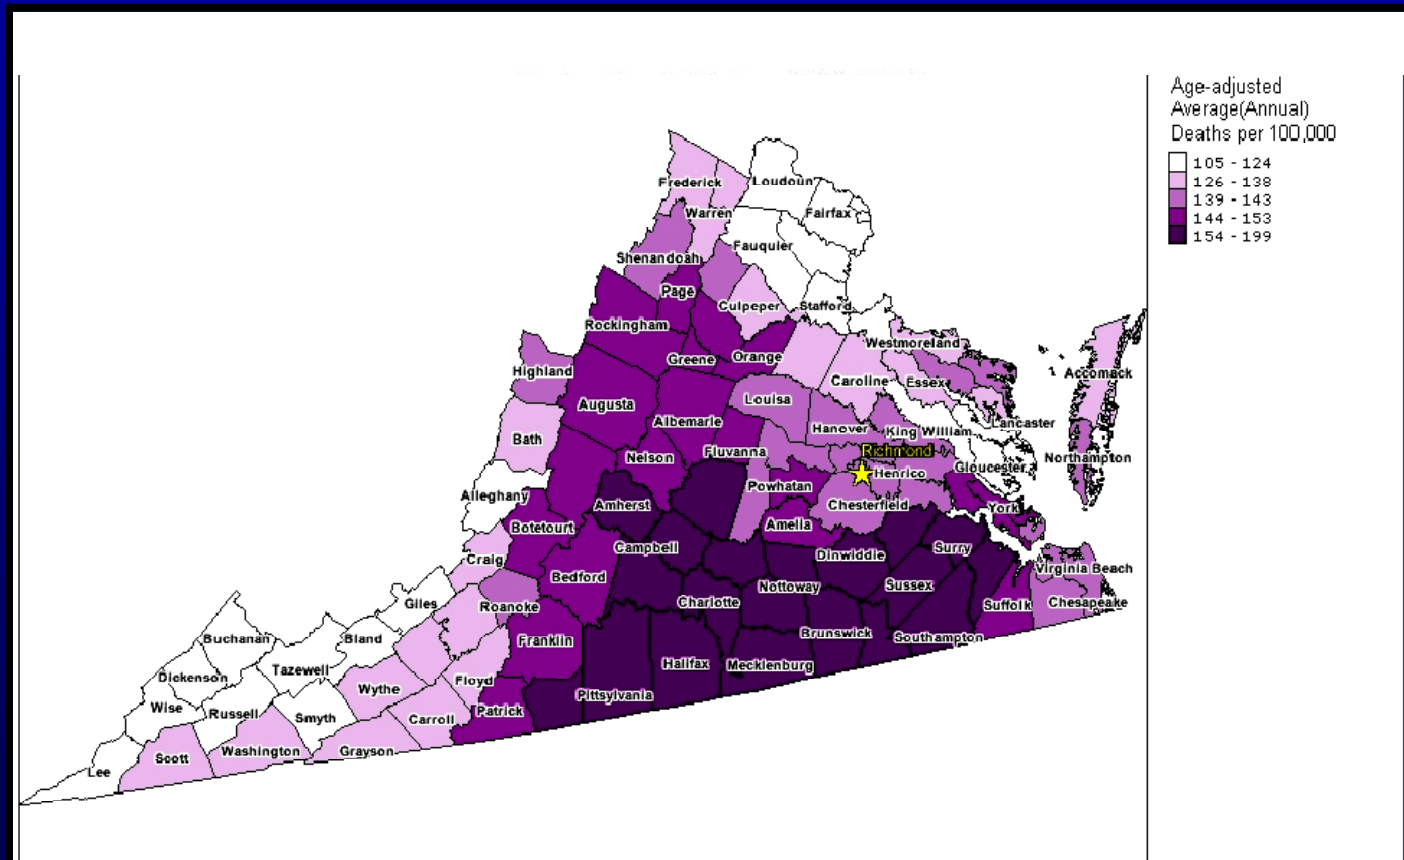 Age-adjusted
Average(Annual)
Deaths per 100,000
105 - 124
126 - 138
139 - 143
144 - 153
154 - 199
Frederick
Loudoun
Warren
Fairfax
Fauquier
Shenandoah
Page
Culpeper
Stafford
Rockingham
Westmoreland
Greene
Orange
Highland
Accomack
Caroline
Essex
Augusta
Louisa
Albemarle
Lancaster
Hanover
King William
Bath
Fluvanna
Richmond
Nelson
Northampton
Gloucester
Henrico
Powhatan
Alleghany
Amherst
Chesterfield
York
Botetourt
Amelia
Campbell
Surry
Dinwiddie
Craig
Virginia Beach
Bedford
Nottoway
Sussex
Giles
Roanoke
Charlotte
Suffolk
Chesapeake
Buchanan
Bland
Franklin
Brunswick
Southampton
Tazewell
Halifax
Mecklenburg
Dickenson
Floyd
Wythe
Pittsylvania
Wise
Russell
Smyth
Carroll
Patrick
Washington
Grayson
Scott
Lee